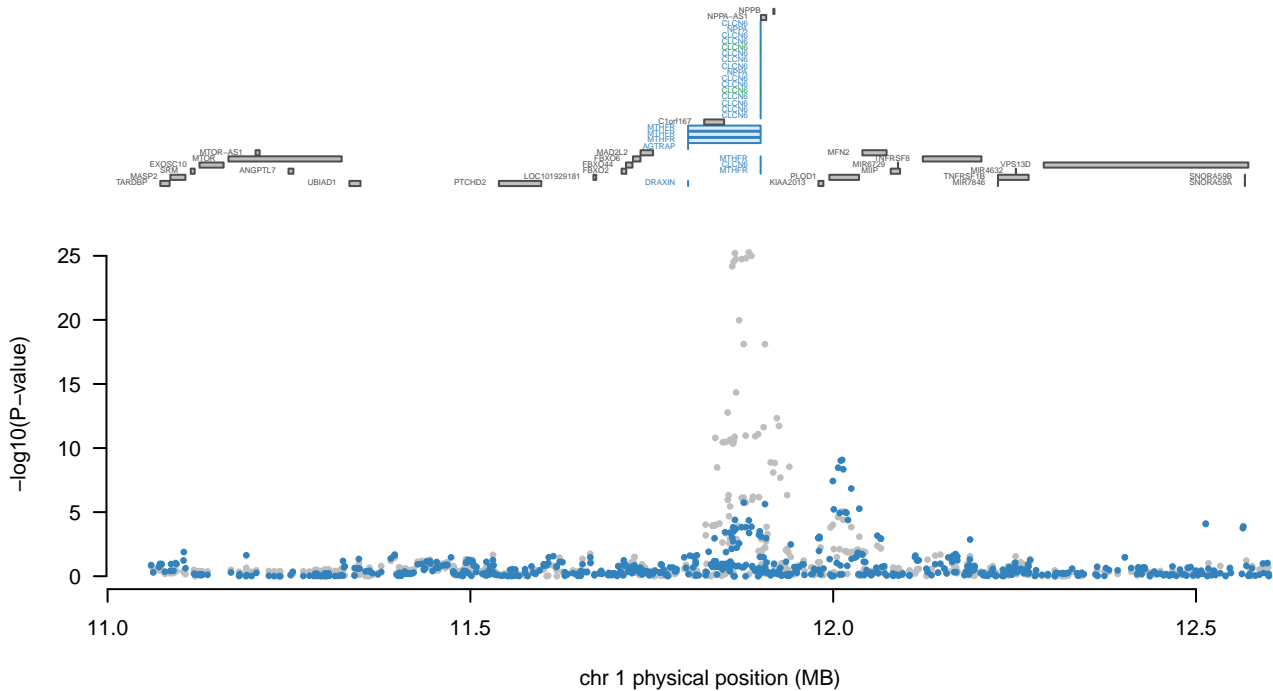 NPPB
NPPA−AS1
CLCN6
NPPA
CLCN6
CLCN6
CLCN6
CLCN6
CLCN6
CLCN6
NPPA
CLCN6
CLCN6
CLCN6
CLCN6
CLCN6
CLCN6
CLCN6
C1orf167
MTHFR
MTHFR
MTHFR
AGTRAP
MTOR−AS1 MAD2L2 MFN2
MTOR FBXO6 MTHFR TNFRSF8
EXOSC10 FBXO44 CLCN6 MIR6729 VPS13D
SRM ANGPTL7 FBXO2 MTHFR MIIP MIR4632
MASP2 LOC101929181 PLOD1 TNFRSF1B SNORA59B
TARDBP UBIAD1 PTCHD2 DRAXIN KIAA2013 MIR7846 SNORA59A
25
20
15
10
5
0
−log10(P−value)
11.0 11.5 12.0 12.5
chr 1 physical position (MB)